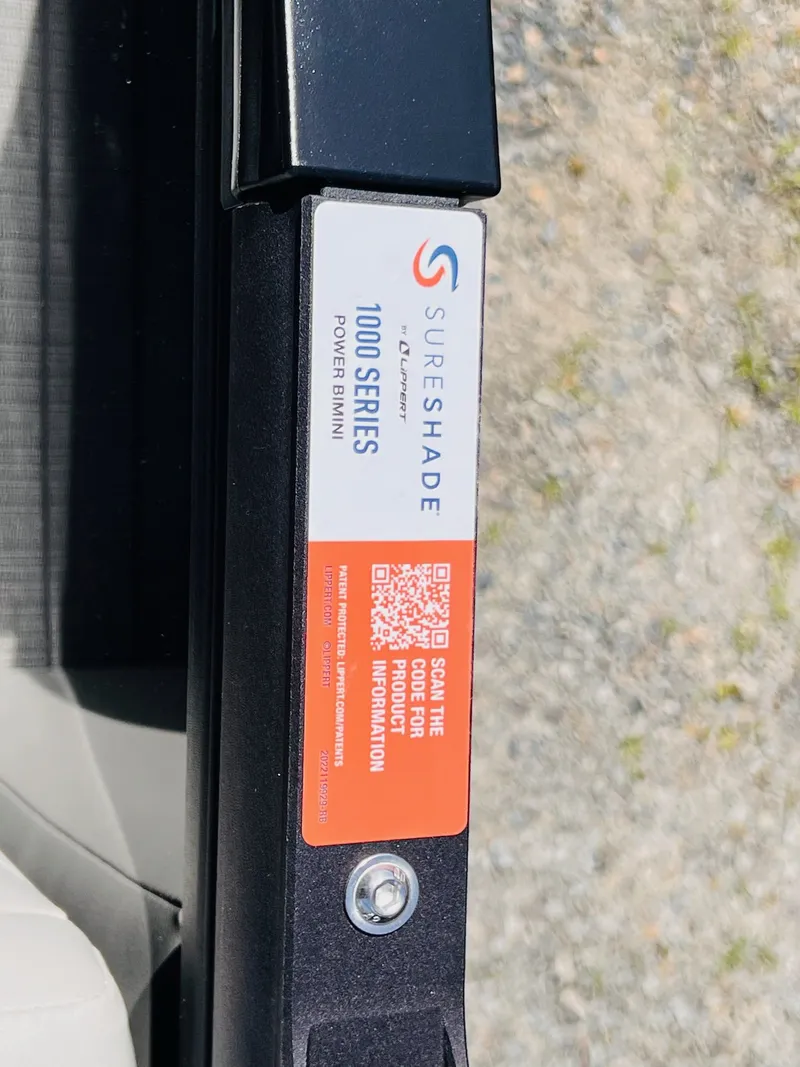 SURESHADE®
BY LIPPERT
1000 SERIES
POWER BIMINI
SCAN THE
CODE FOR
PRODUCT
INFORMATION
PATENT PROTECTED: LIPPERT.COM/PATENTS
LIPPERT.COM ©LIPPERT